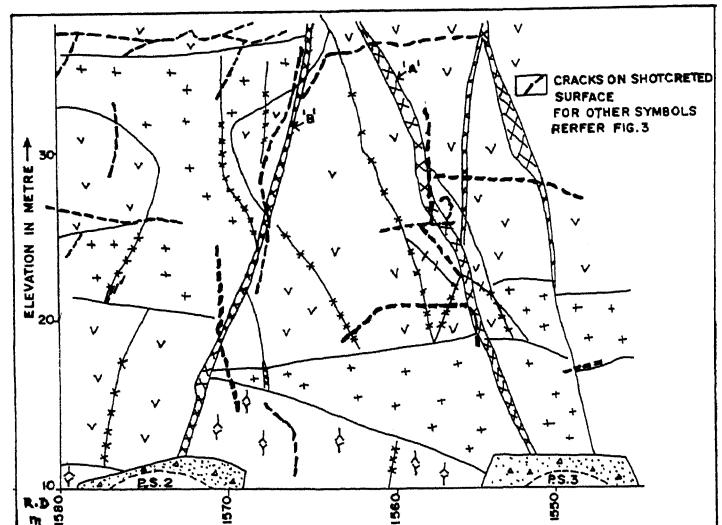 'A'
CRACKS ON SHOTCRETED
SURFACE
FOR OTHER SYMBOLS
RERFER FIG.3
'B'
ELEVATION IN METRE
30
20
10
P.S.2
P.S.3
R.D
m
1580
1570
1560
1550